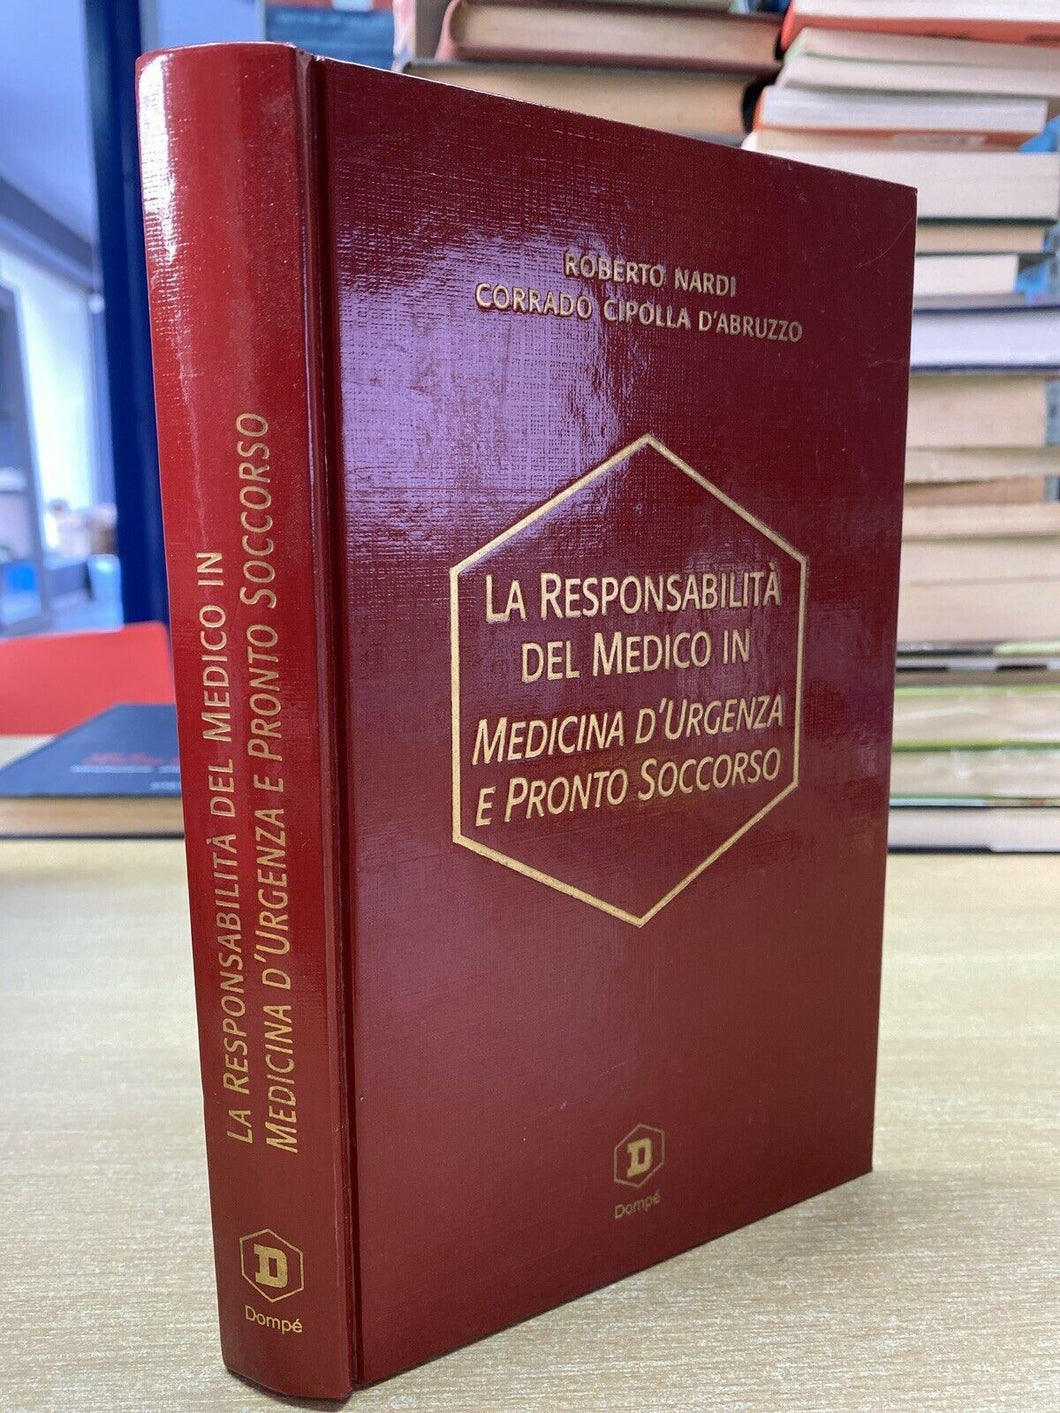 LA RESPONSABILITÀ DEL MEDICO IN
MEDICINA D'URGENZA E PRONTO SOCCORSO
D
Dompé
ROBERTO NARDI
CORRADO CIPOLLA D'ABRUZZO
LA RESPONSABILITÀ
DEL MEDICO IN
MEDICINA D'URGENZA
E PRONTO SOCCORSO
D
Dompé